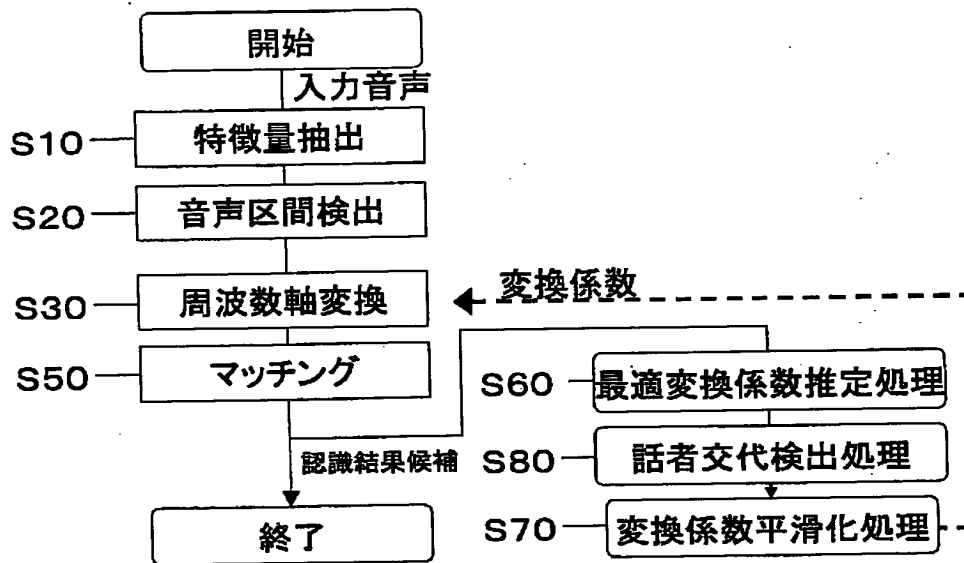 開始
入力音声
S10 特徴量抽出
S20 音声区間検出
S30 周波数軸変換
変換係数
S50 マッチング
認識結果候補
終了
S60 最適変換係数推定処理
S80 話者交代検出処理
S70 変換係数平滑化処理